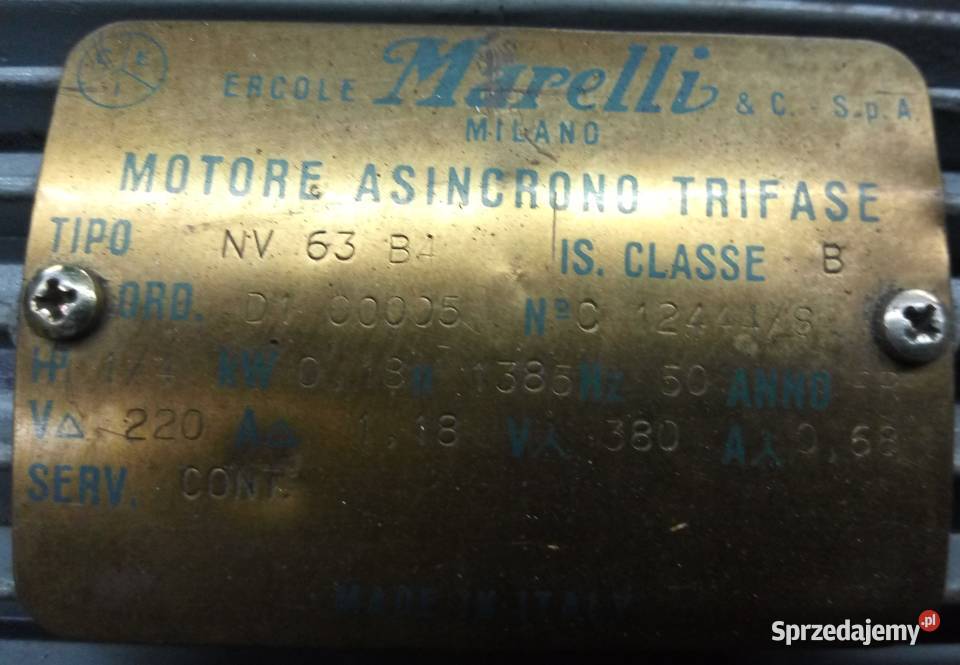 ERCOLE Marelli & C. S.p.A
MILANO
MOTORE ASINCRONO TRIFASE
TIPO NV 63 B4 IS. CLASSE B
ORD. D1 00005 Nº C
HP 1/4 kW 0,18 n 1385 Hz 50 ANNO
V△ 220 A△ 1,18 V⅄ 380 A⅄ 0,68
SERV. CONT.
MADE IN ITALY
Sprzedajemy.pl